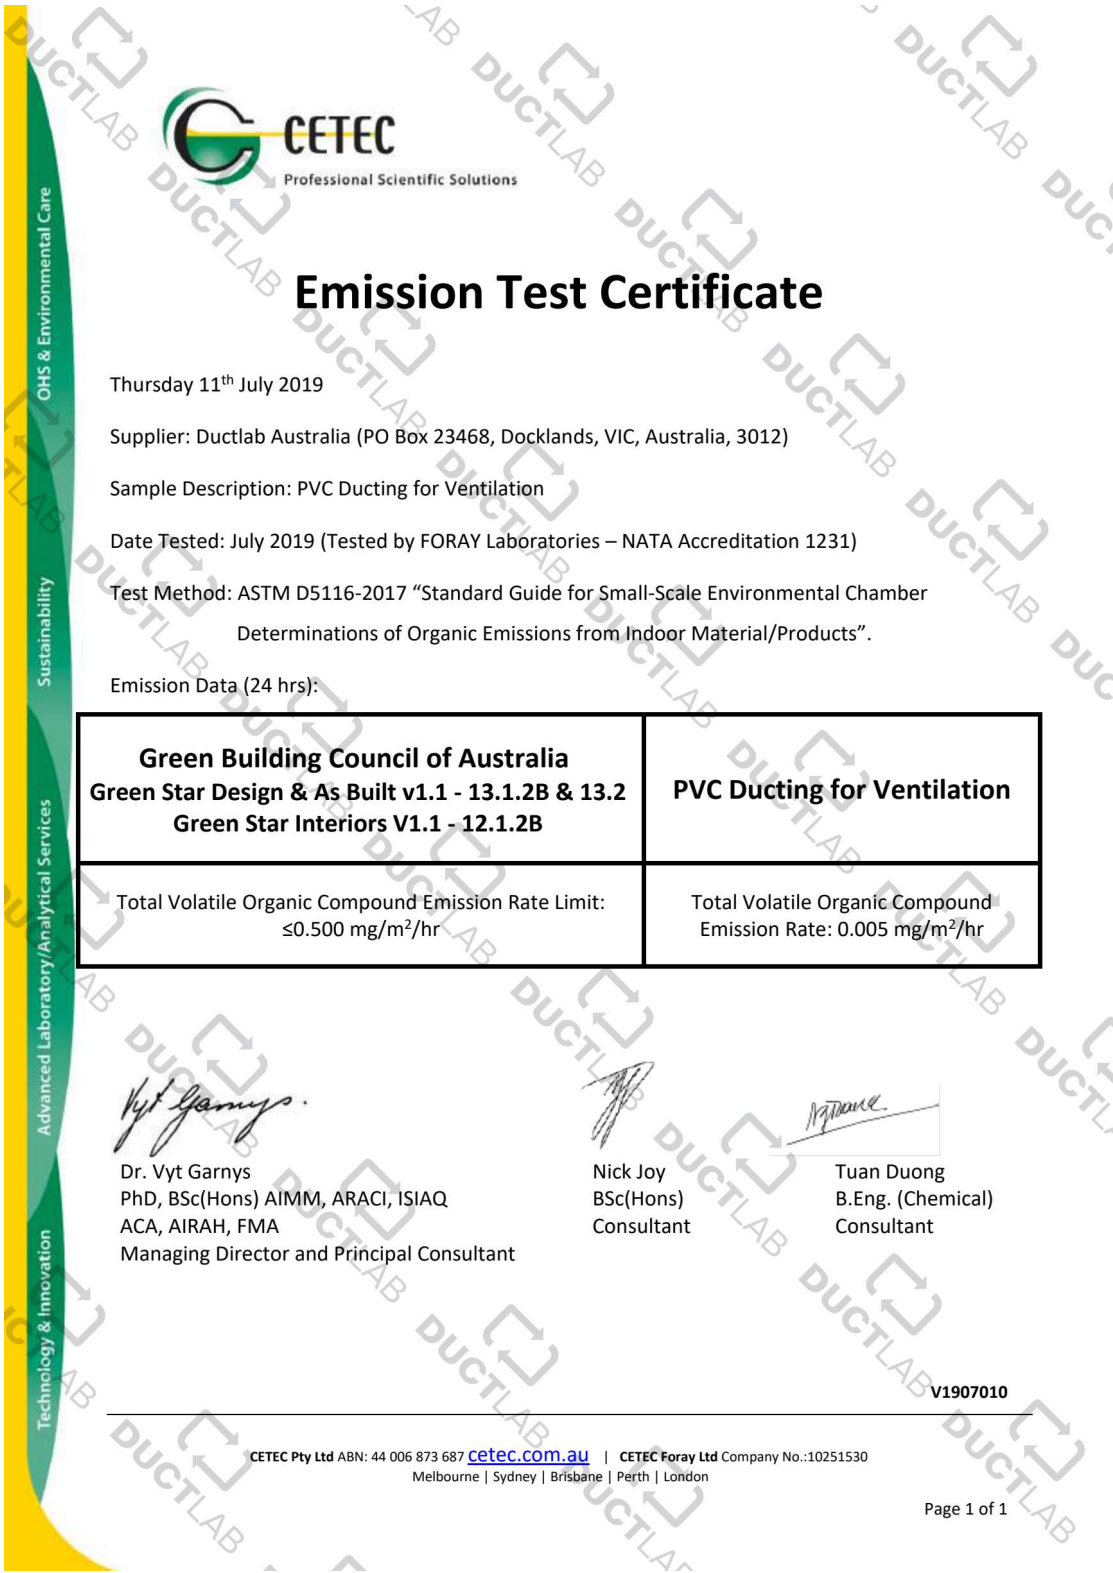 CETEC
Professional Scientific Solutions
OHS & Environmental Care
Sustainability
Advanced Laboratory/Analytical Services
Technology & Innovation
Emission Test Certificate
Thursday 11th July 2019
Supplier: Ductlab Australia (PO Box 23468, Docklands, VIC, Australia, 3012)
Sample Description: PVC Ducting for Ventilation
Date Tested: July 2019 (Tested by FORAY Laboratories – NATA Accreditation 1231)
Test Method: ASTM D5116-2017 “Standard Guide for Small-Scale Environmental Chamber
Determinations of Organic Emissions from Indoor Material/Products”.
Emission Data (24 hrs):
Green Building Council of Australia
Green Star Design & As Built v1.1 - 13.1.2B & 13.2
Green Star Interiors V1.1 - 12.1.2B
PVC Ducting for Ventilation
Total Volatile Organic Compound Emission Rate Limit:
≤0.500 mg/m²/hr
Total Volatile Organic Compound
Emission Rate: 0.005 mg/m²/hr
Vyt Garnys.
Dr. Vyt Garnys
PhD, BSc(Hons) AIMM, ARACI, ISIAQ
ACA, AIRAH, FMA
Managing Director and Principal Consultant
Nick Joy
BSc(Hons)
Consultant
Tuan Duong
B.Eng. (Chemical)
Consultant
V1907010
CETEC Pty Ltd ABN: 44 006 873 687 cetec.com.au | CETEC Foray Ltd Company No.:10251530
Melbourne | Sydney | Brisbane | Perth | London
Page 1 of 1
DUCTLAB